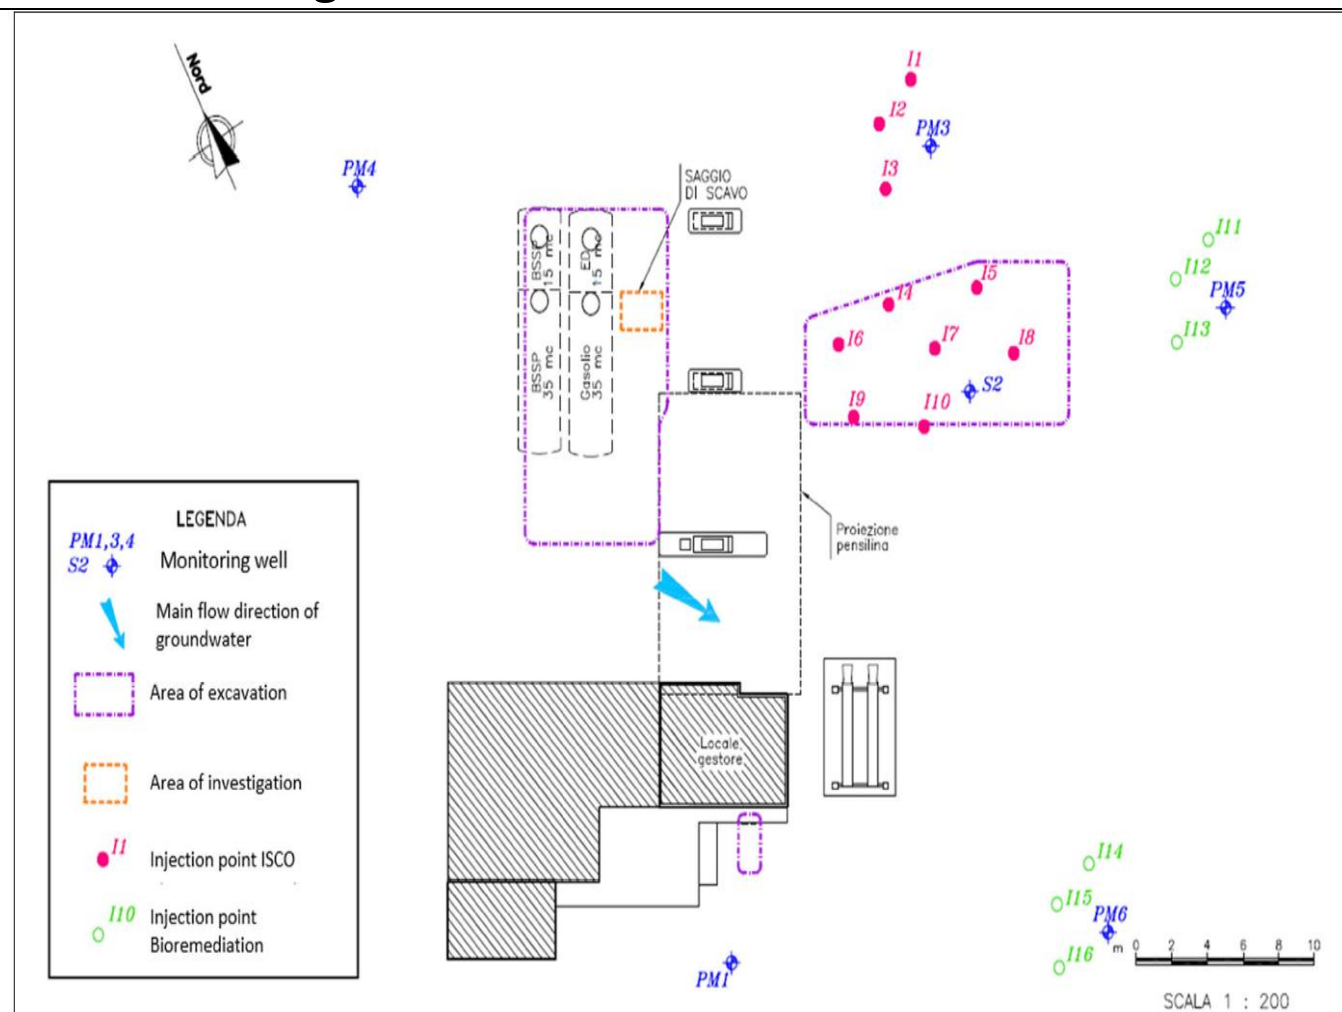 Nord
PM4
SAGGIO
DI SCAVO
I1
I2
PM3
I3
I11
I12
PM5
I13
BSSP
15 mc
ED
15 mc
BSSP
35 mc
Gasolio
35 mc
I4
I5
I6
I7
I8
S2
I9
I10
Proiezione
pensilina
LEGENDA
PM1,3,4
S2
Monitoring well
Main flow direction of
groundwater
Area of excavation
Area of investigation
I1
Injection point ISCO
I10
Injection point
Bioremediation
Locale
gestore
PM1
I14
I15
PM6
I16
m 0 2 4 6 8 10
SCALA 1 : 200